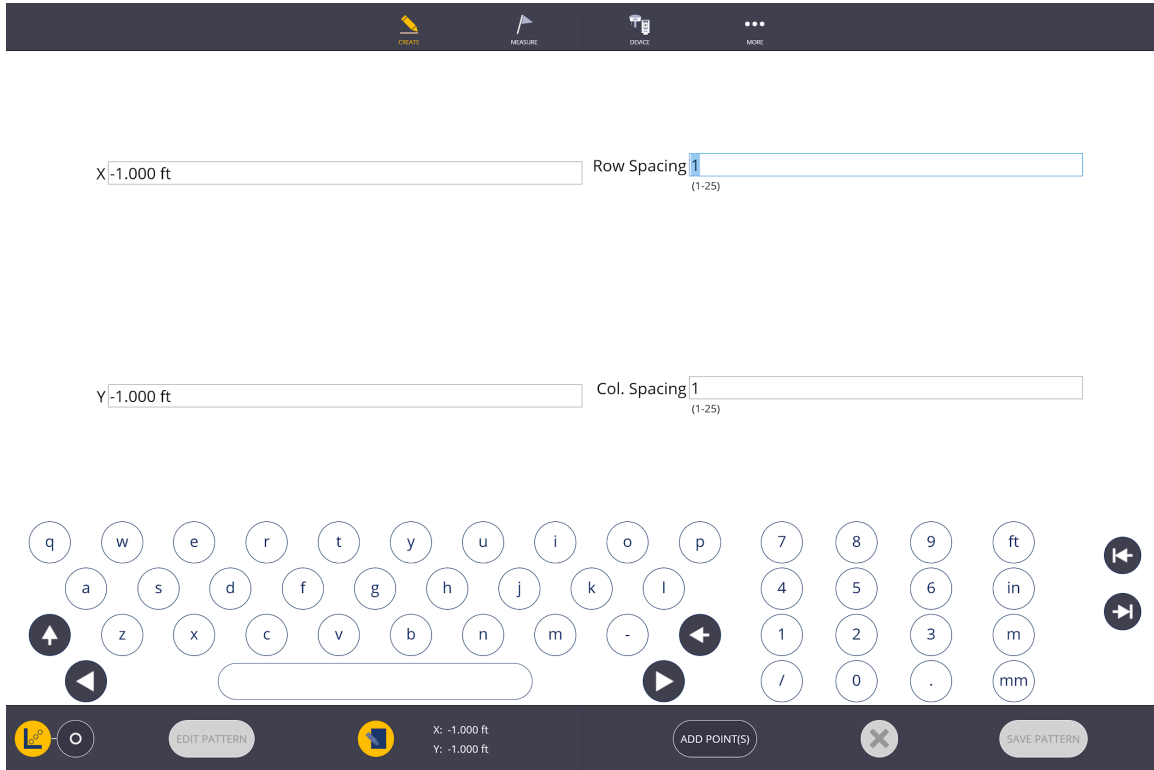 CREATE MEASURE DEVICE MORE
X -1.000 ft Row Spacing 1
(1-25)
Y -1.000 ft Col. Spacing 1
(1-25)
q w e r t y u i o p 7 8 9 ft
a s d f g h j k l 4 5 6 in
z x c v b n m - 1 2 3 m
/ 0 . mm
EDIT PATTERN X: -1.000 ft ADD POINT(S) SAVE PATTERN
Y: -1.000 ft